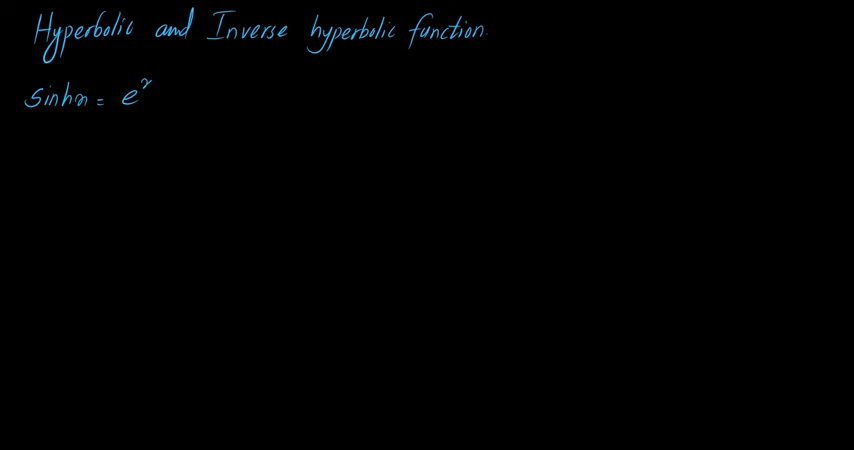 Hyperbolic and Inverse hyperbolic function.
Sinhx = e^x